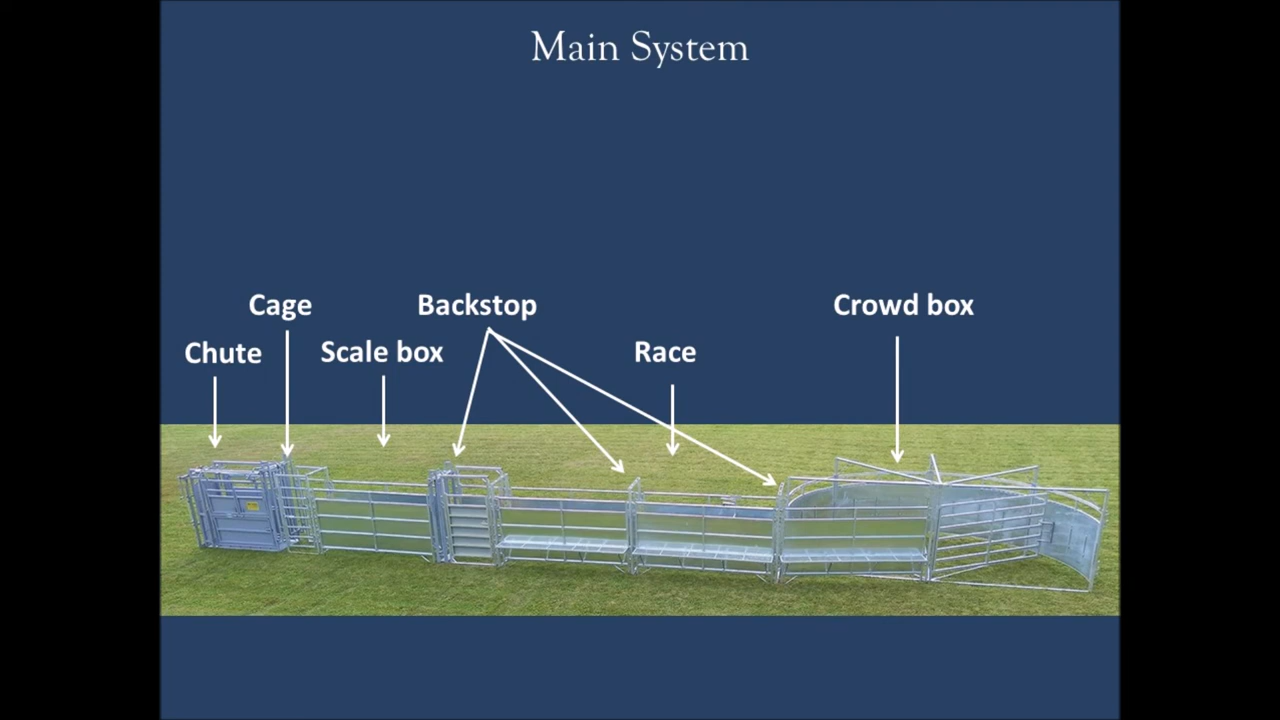 Main System
Cage
Backstop
Crowd box
Chute
Scale box
Race